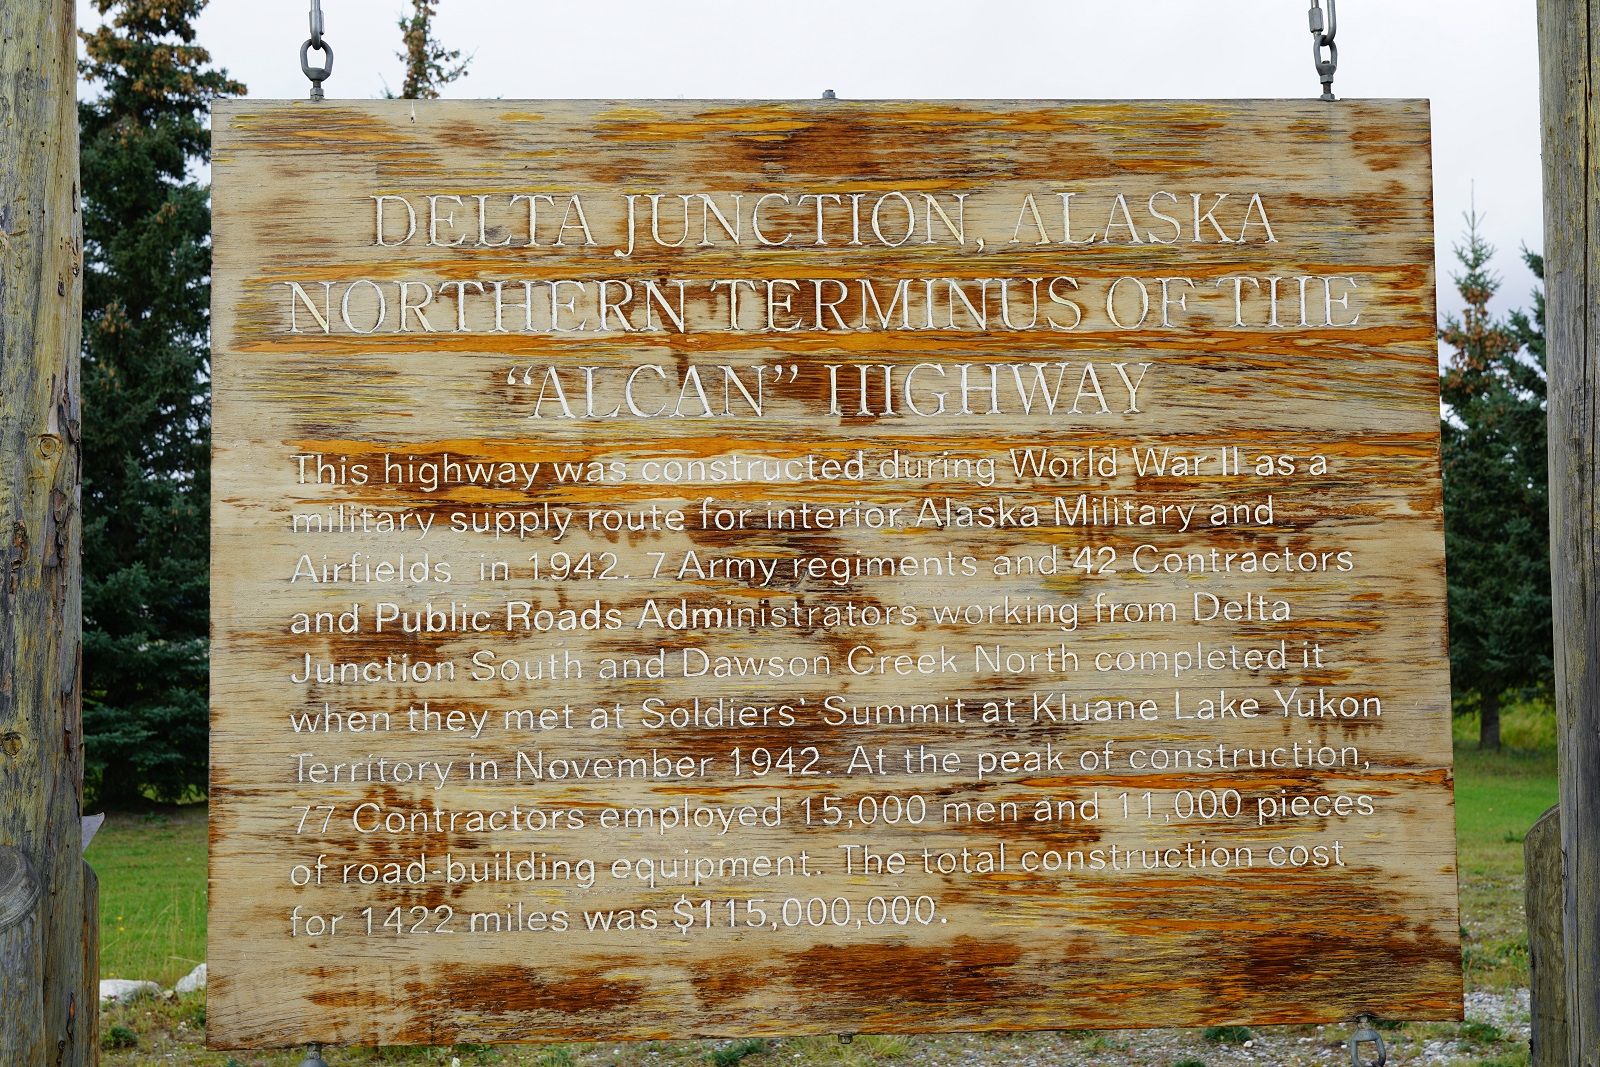 DELTA JUNCTION, ALASKA
NORTHERN TERMINUS OF THE
“ALCAN” HIGHWAY
This highway was constructed during World War II as a
military supply route for interior Alaska Military and
Airfields in 1942. 7 Army regiments and 42 Contractors
and Public Roads Administrators working from Delta
Junction South and Dawson Creek North completed it
when they met at Soldiers’ Summit at Kluane Lake Yukon
Territory in November 1942. At the peak of construction,
77 Contractors employed 15,000 men and 11,000 pieces
of road-building equipment. The total construction cost
for 1422 miles was $115,000,000.